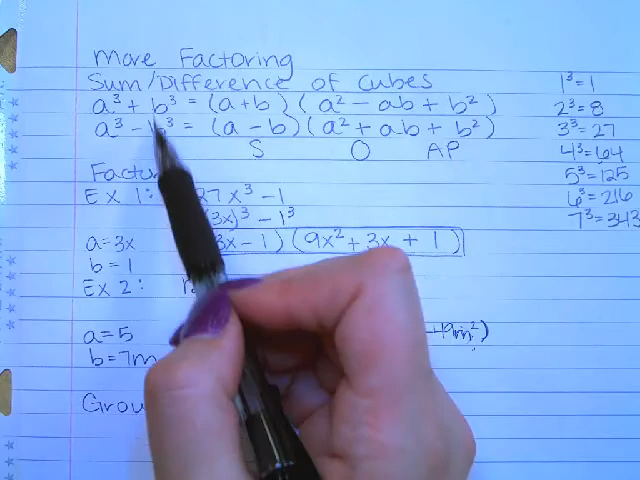 More Factoring
Sum/Difference of Cubes
a³ + b³ = (a + b)(a² - ab + b²)
a³ - b³ = (a - b)(a² + ab + b²)
S O AP
Ex 1: 27x³ - 1
(3x)³ - 1³
a = 3x (3x - 1)(9x² + 3x + 1)
b = 1
Ex 2:
a = 5 + 49m²)
b = 7m
1³ = 1
2³ = 8
3³ = 27
4³ = 64
5³ = 125
6³ = 216
7³ = 343